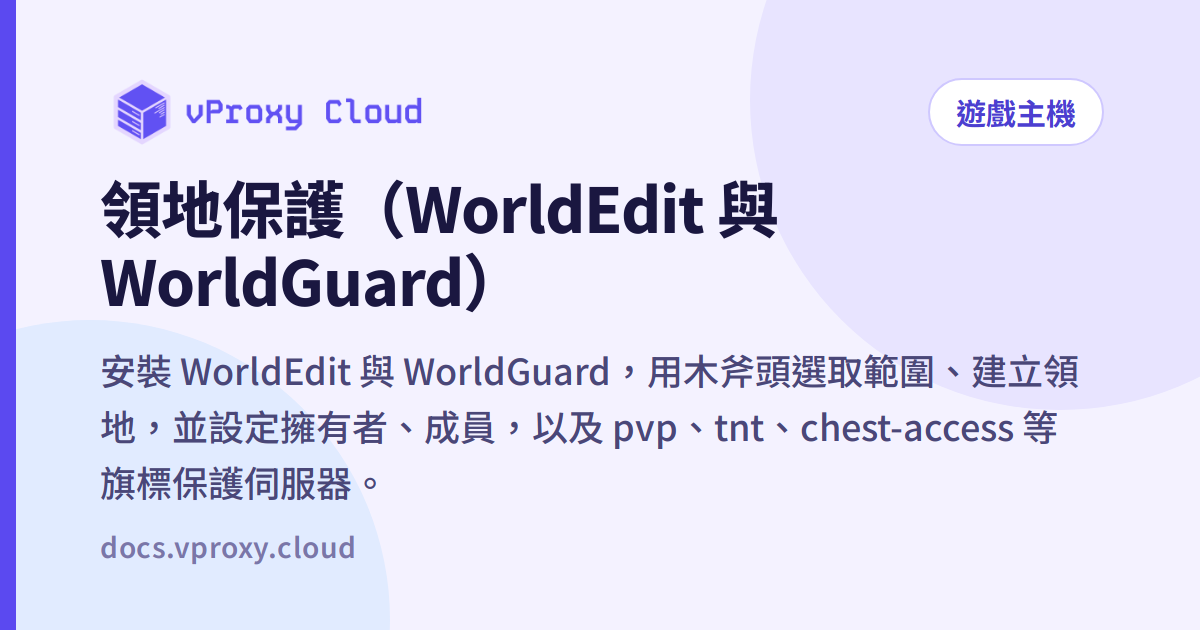 vProxy Cloud
遊戲主機
領地保護（WorldEdit 與
WorldGuard）
安裝 WorldEdit 與 WorldGuard，用木斧頭選取範圍、建立領
地，並設定擁有者、成員，以及 pvp、tnt、chest-access 等
旗標保護伺服器。
docs.vproxy.cloud